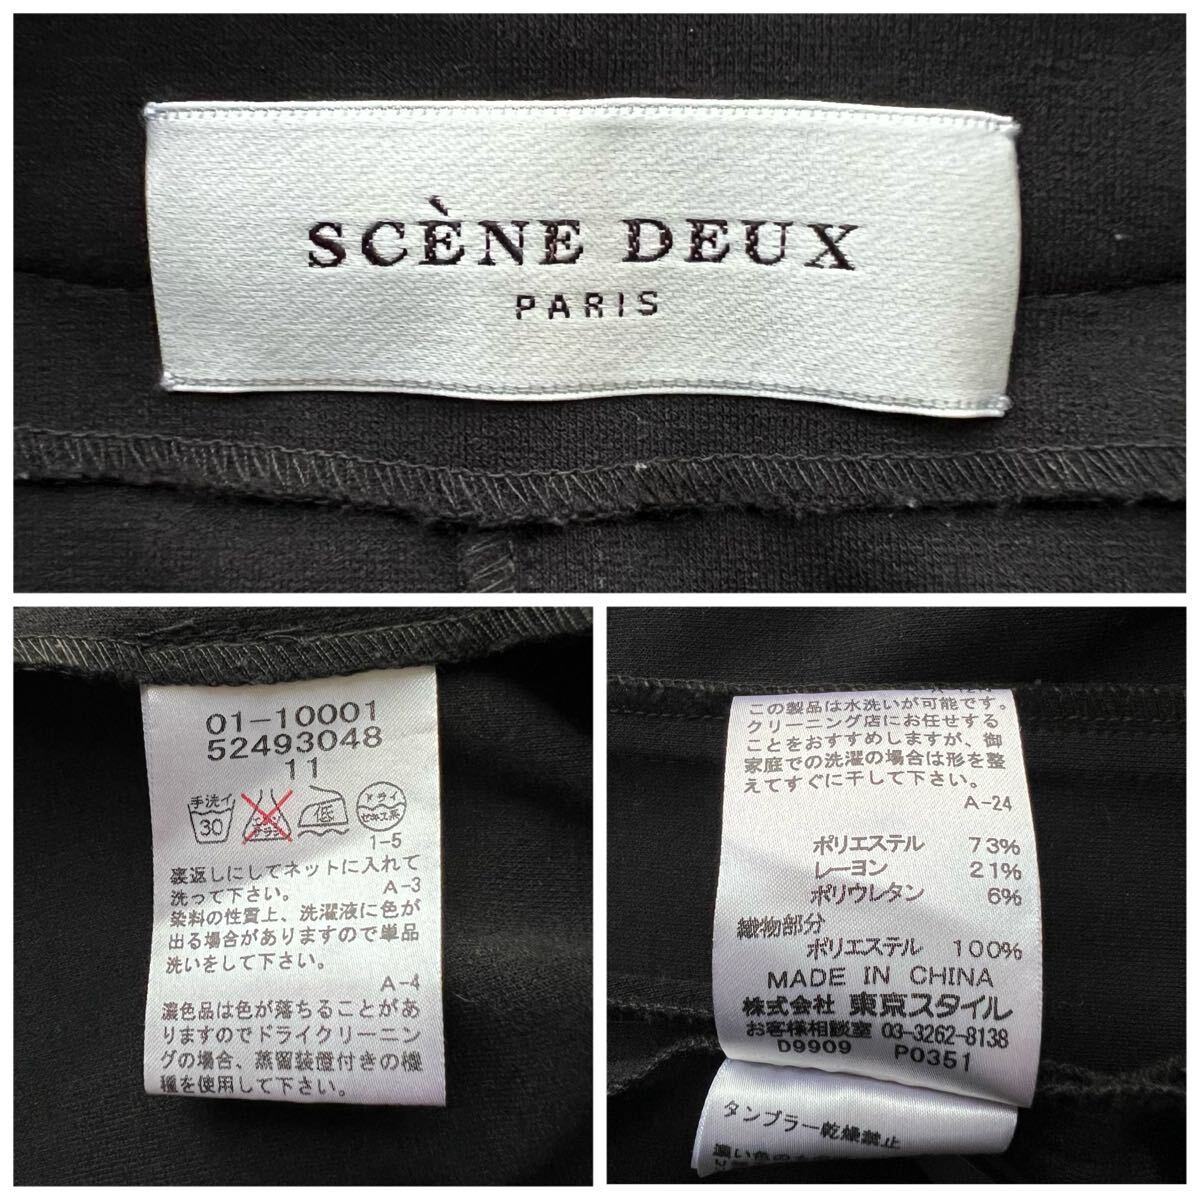 SCÈNE DEUX
PARIS
01-10001
52493048
11
手洗イ
30
エンソ
サラシ
低
ドライ
セキユ系
1-5
裏返しにしてネットに入れて
洗って下さい。
A-3
染料の性質上、洗濯液に色が
出る場合がありますので単品
洗いをして下さい。
A-4
濃色品は色が落ちることがあ
りますのでドライクリーニン
グの場合、蒸留装置付きの機
種を使用して下さい。
この製品は水洗いが可能です。
クリーニング店にお任せする
ことをおすすめしますが、御
家庭での洗濯の場合は形を整
えてすぐに干して下さい。
A-24
ポリエステル 73%
レーヨン 21%
ポリウレタン 6%
織物部分
ポリエステル 100%
MADE IN CHINA
株式会社 東京スタイル
お客様相談室 03-3262-8138
D9909 P0351
タンブラー乾燥禁止